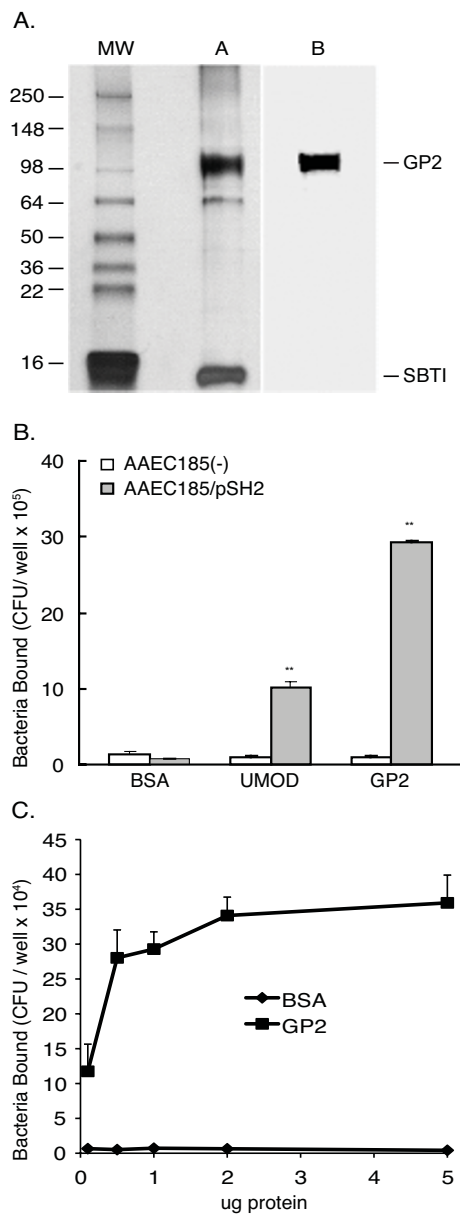 A.
MW A B
250
148
98
64
50
36
22
16
GP2
SBTI
B.
AAEC185(-)
AAEC185/pSH2
Bacteria Bound (CFU/ well x 10⁵)
40
30
20
10
0
**
**
BSA UMOD GP2
C.
Bacteria Bound (CFU / well x 10⁴)
45
40
35
30
25
20
15
10
5
0
BSA
GP2
0 1 2 3 4 5
ug protein